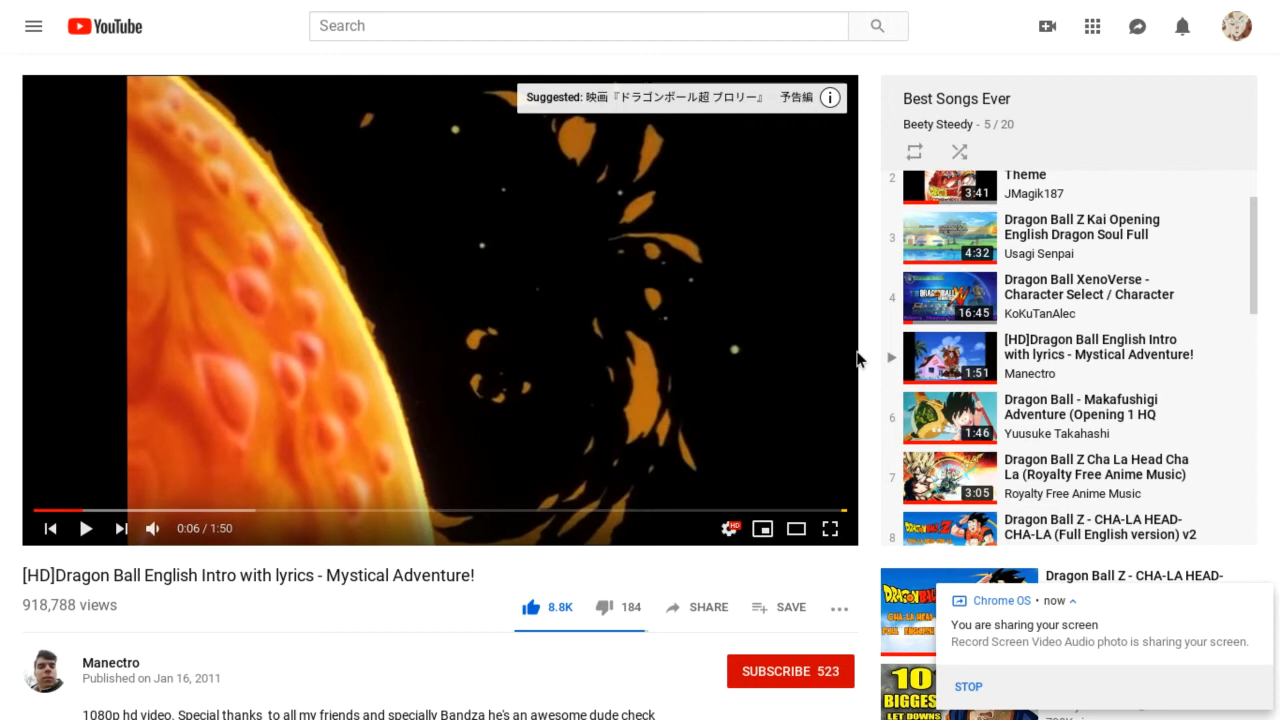 YouTube
Search
Suggested: 映画『ドラゴンボール超 ブロリー』 予告編
0:06 / 1:50
HD
[HD]Dragon Ball English Intro with lyrics - Mystical Adventure!
918,788 views
8.8K
184
SHARE
SAVE
Manectro
Published on Jan 16, 2011
SUBSCRIBE 523
1080p hd video. Special thanks to all my friends and specially Bandza he's an awesome dude check
Best Songs Ever
Beety Steedy - 5 / 20
2
Theme
JMagik187
3:41
3
Dragon Ball Z Kai Opening
English Dragon Soul Full
Usagi Senpai
4:32
4
Dragon Ball XenoVerse -
Character Select / Character
KoKuTanAlec
16:45
[HD]Dragon Ball English Intro
with lyrics - Mystical Adventure!
Manectro
1:51
6
Dragon Ball - Makafushigi
Adventure (Opening 1 HQ
Yuusuke Takahashi
1:46
7
Dragon Ball Z Cha La Head Cha
La (Royalty Free Anime Music)
Royalty Free Anime Music
3:05
8
Dragon Ball Z - CHA-LA HEAD-
CHA-LA (Full English version) v2
Dragon Ball Z - CHA-LA HEAD-
Chrome OS • now
You are sharing your screen
Record Screen Video Audio photo is sharing your screen.
STOP
10
BIGGES
LET DOWNS